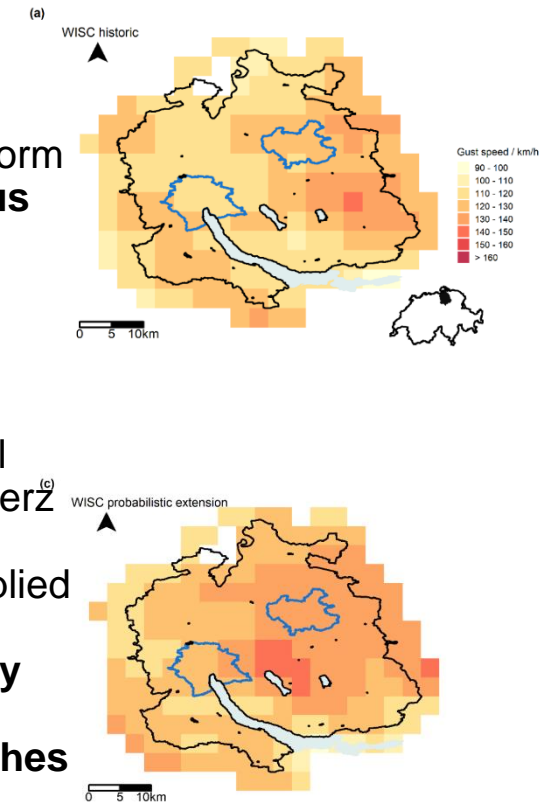 (a)
WISC historic
orm
us
Gust speed / km/h
90 - 100
100 - 110
110 - 120
120 - 130
130 - 140
140 - 150
150 - 160
> 160
0 5 10km
l
erz
(c)
WISC probabilistic extension
plied
y
hes
0 5 10km